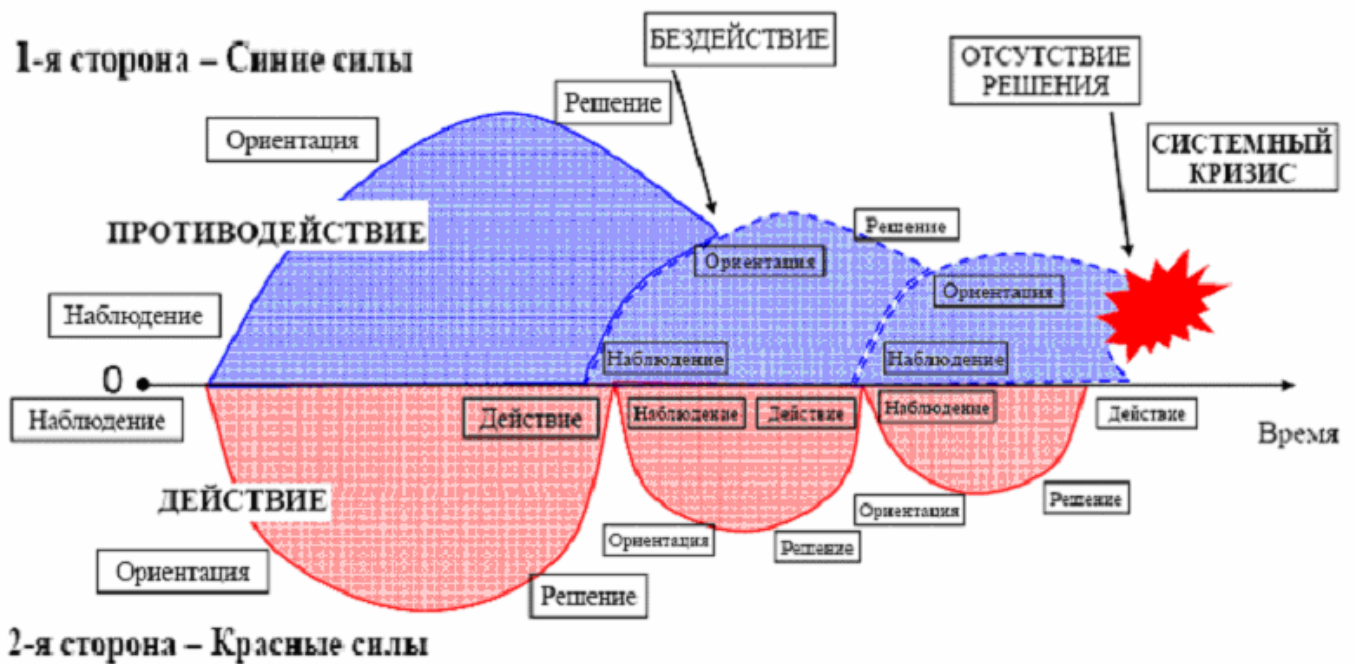 1-я сторона – Синие силы
БЕЗДЕЙСТВИЕ
ОТСУТСТВИЕ
РЕШЕНИЯ
Решение
Ориентация
СИСТЕМНЫЙ
КРИЗИС
ПРОТИВОДЕЙСТВИЕ
Решение
Ориентация
Ориентация
Наблюдение
Наблюдение
Наблюдение
0
Наблюдение
Действие
Наблюдение
Действие
Наблюдение
Действие
Время
ДЕЙСТВИЕ
Ориентация
Решение
Ориентация
Решение
Ориентация
Решение
2-я сторона – Красные силы